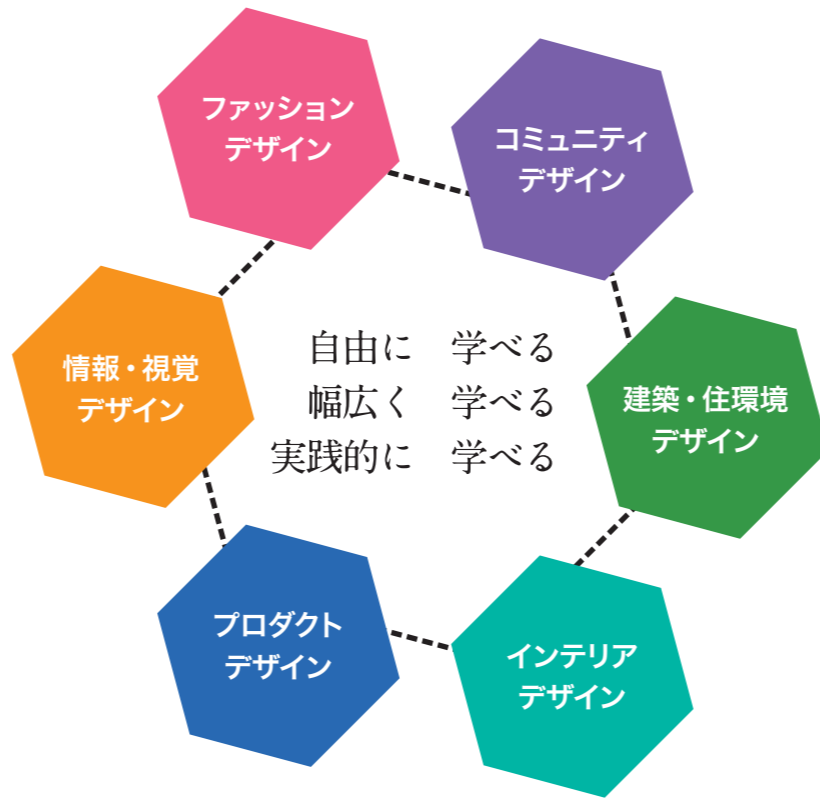 ファッション
デザイン
コミュニティ
デザイン
情報・視覚
デザイン
自由に　学べる
幅広く　学べる
実践的に　学べる
建築・住環境
デザイン
プロダクト
デザイン
インテリア
デザイン